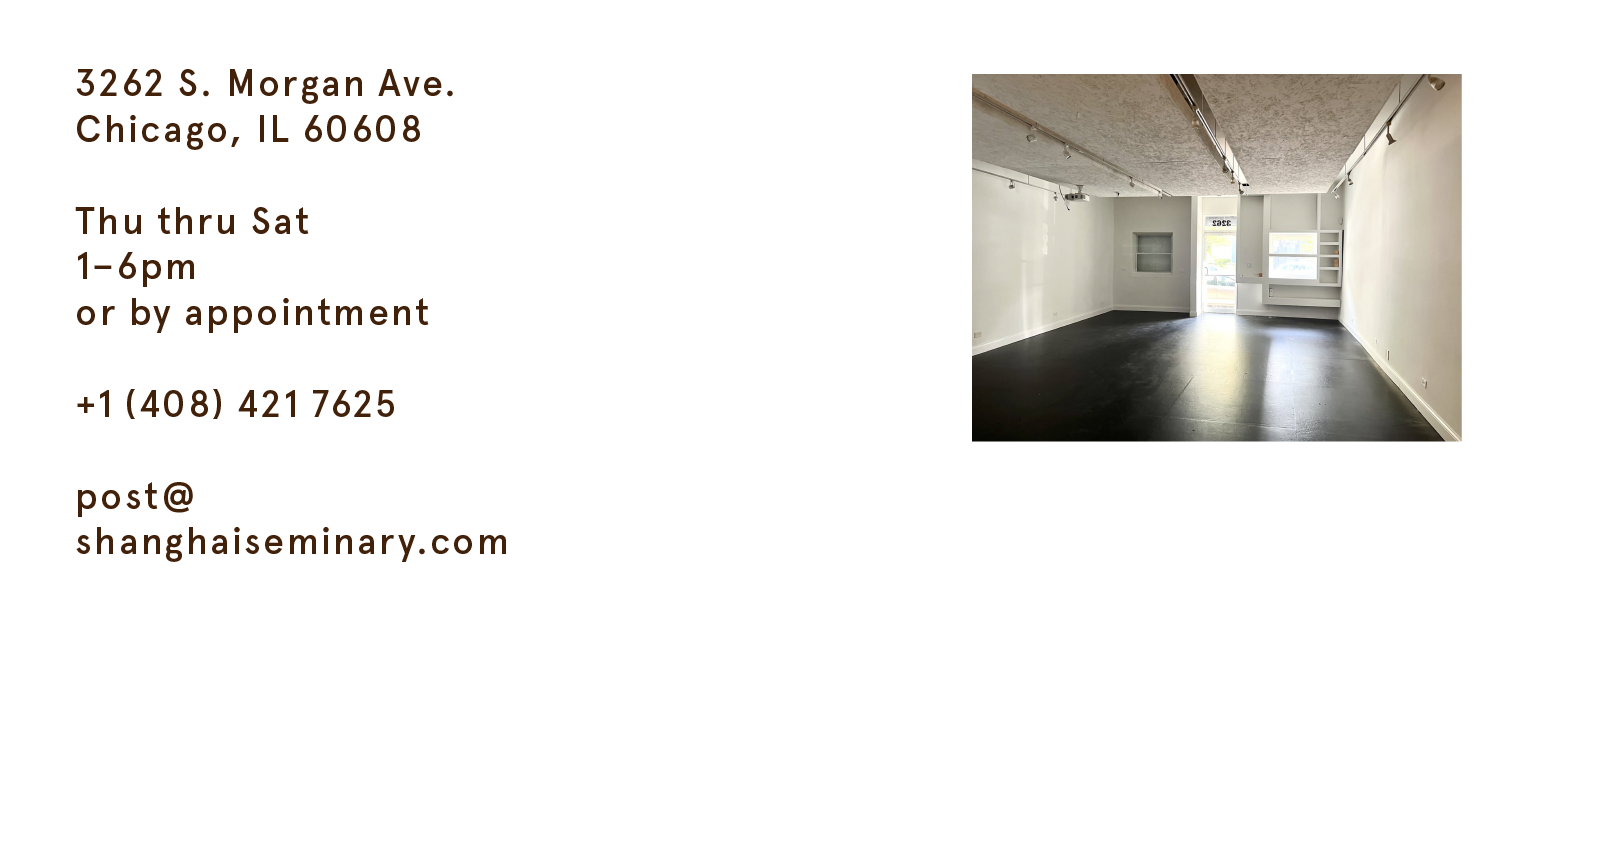 3262 S. Morgan Ave.
Chicago, IL 60608
Thu thru Sat
1–6pm
or by appointment
+1 (408) 421 7625
post@
shanghaiseminary.com
3262